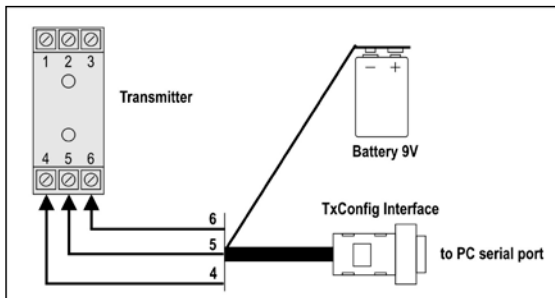 1 2 3
Transmitter
4 5 6
− +
Battery 9V
TxConfig Interface
6
5
4
to PC serial port